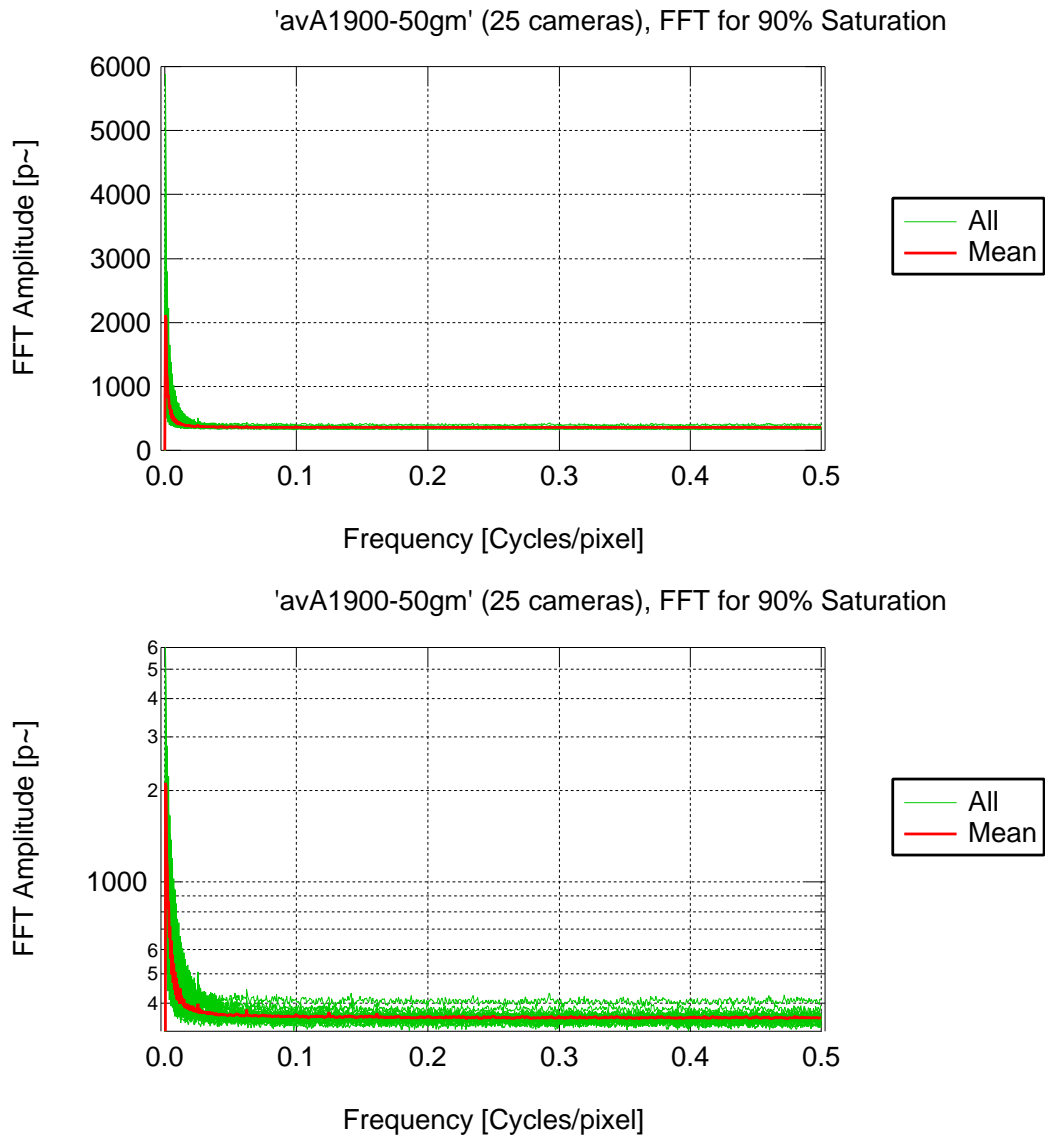 'avA1900-50gm' (25 cameras), FFT for 90% Saturation
6000
5000
4000
3000
2000
1000
0
FFT Amplitude [p~]
0.0 0.1 0.2 0.3 0.4 0.5
Frequency [Cycles/pixel]
All
Mean
'avA1900-50gm' (25 cameras), FFT for 90% Saturation
6
5
4
3
2
1000
6
5
4
FFT Amplitude [p~]
0.0 0.1 0.2 0.3 0.4 0.5
Frequency [Cycles/pixel]
All
Mean